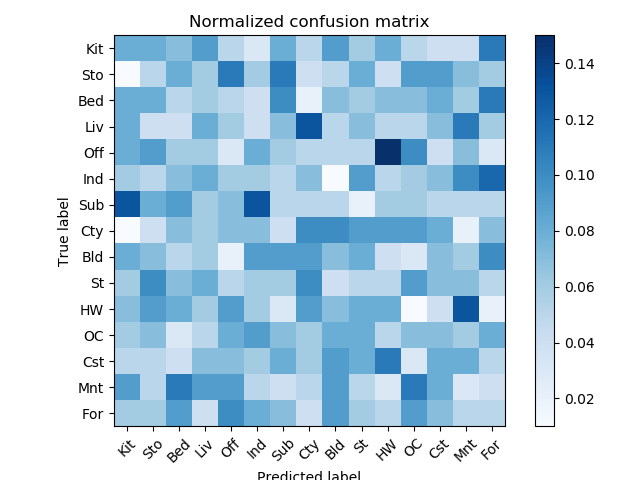 Normalized confusion matrix
True label
Kit
Sto
Bed
Liv
Off
Ind
Sub
Cty
Bld
St
HW
OC
Cst
Mnt
For
Kit Sto Bed Liv Off Ind Sub Cty Bld St HW OC Cst Mnt For
Predicted label
0.14
0.12
0.10
0.08
0.06
0.04
0.02